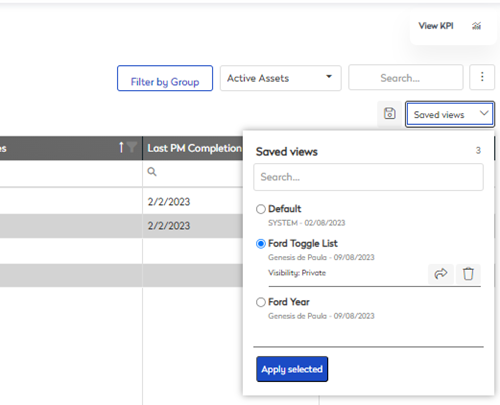 View KPI
Filter by Group
Active Assets
Search...
Saved views
es
Last PM Completion
Saved views
3
Search...
2/2/2023
Default
SYSTEM - 02/08/2023
2/2/2023
Ford Toggle List
Genesis de Paula - 09/08/2023
Visibility: Private
Ford Year
Genesis de Paula - 09/08/2023
Apply selected